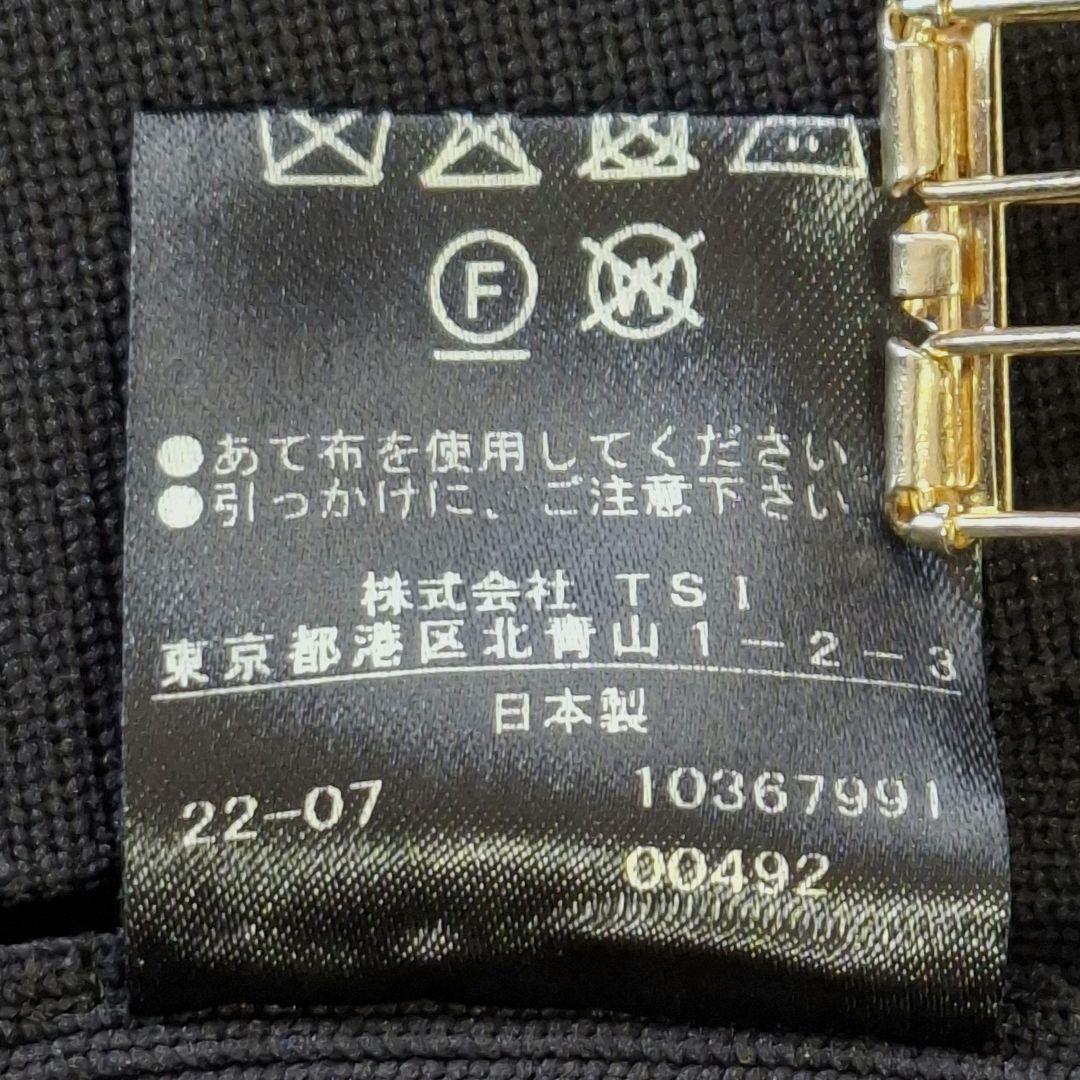 F W
●あて布を使用してください
●引っかけに、ご注意下さい
株式会社 TSI
東京都港区北青山1-2-3
日本製
22-07 10367991
00492